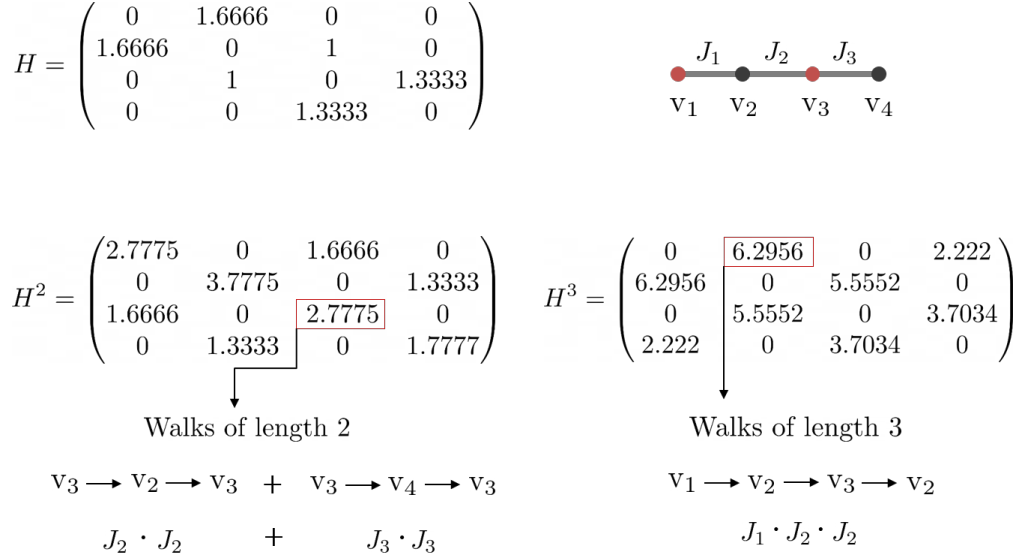 H = ( 0 1.6666 0 0
1.6666 0 1 0
0 1 0 1.3333
0 0 1.3333 0 )
J₁ J₂ J₃
v₁ v₂ v₃ v₄
H² = ( 2.7775 0 1.6666 0
0 3.7775 0 1.3333
1.6666 0 2.7775 0
0 1.3333 0 1.7777 )
Walks of length 2
v₃ → v₂ → v₃ + v₃ → v₄ → v₃
J₂ · J₂ + J₃ · J₃
H³ = ( 0 6.2956 0 2.222
6.2956 0 5.5552 0
0 5.5552 0 3.7034
2.222 0 3.7034 0 )
Walks of length 3
v₁ → v₂ → v₃ → v₂
J₁ · J₂ · J₂